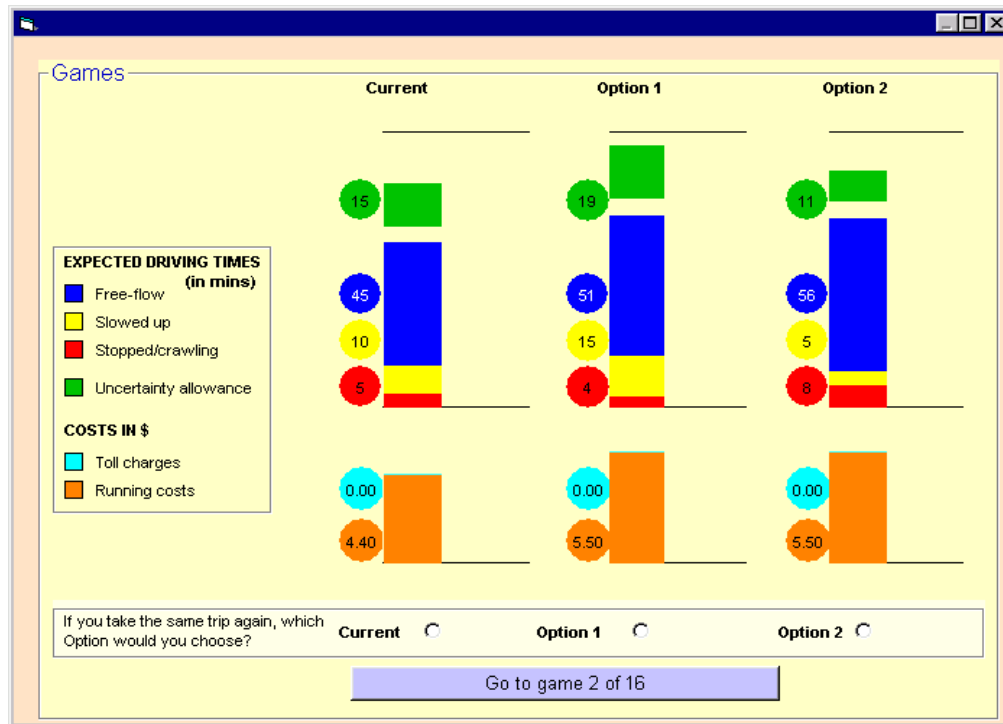 Games
Current Option 1 Option 2
15 19 11
EXPECTED DRIVING TIMES
(in mins)
Free-flow
Slowed up
Stopped/crawling
Uncertainty allowance
45 51 56
10 15 5
5 4 8
COSTS IN $
Toll charges
Running costs
0.00 0.00 0.00
4.40 5.50 5.50
If you take the same trip again, which
Option would you choose?
Current Option 1 Option 2
Go to game 2 of 16